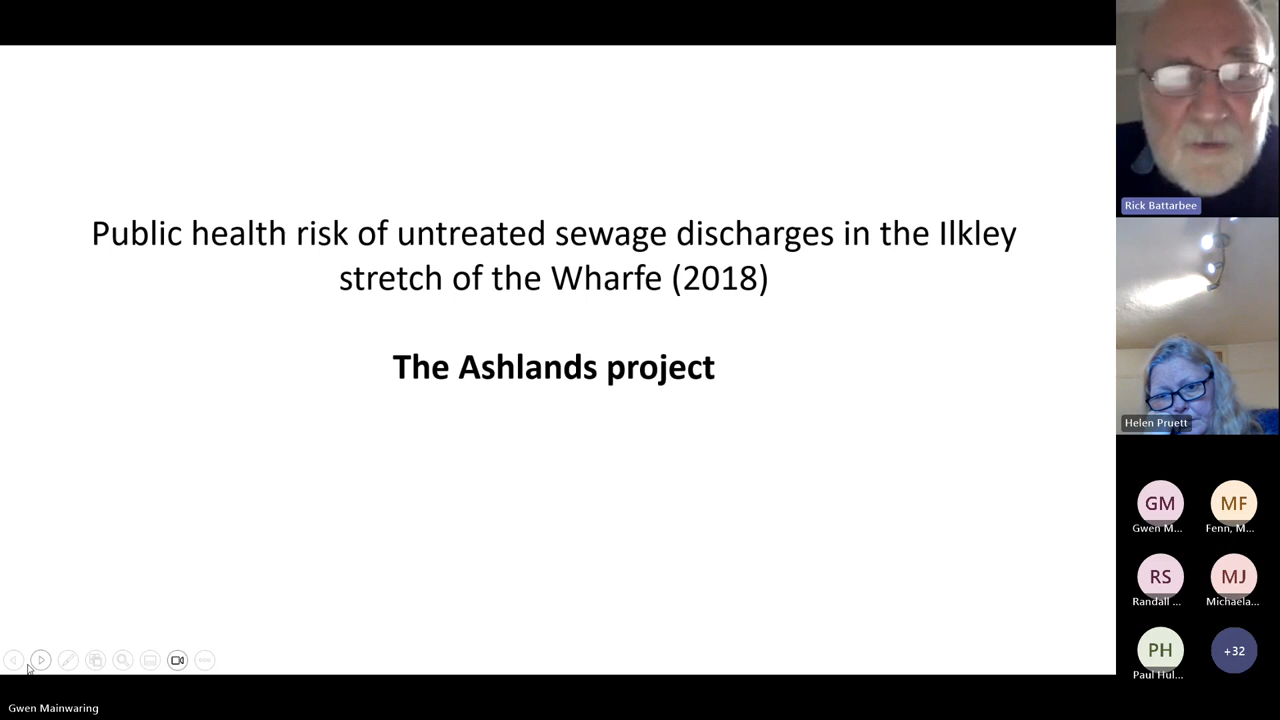 Public health risk of untreated sewage discharges in the Ilkley
stretch of the Wharfe (2018)
The Ashlands project
Rick Battarbee
Helen Pruett
GM
Gwen M...
MF
Fenn, M...
RS
Randall ...
MJ
Michaela...
PH
Paul Hul...
+32
Gwen Mainwaring